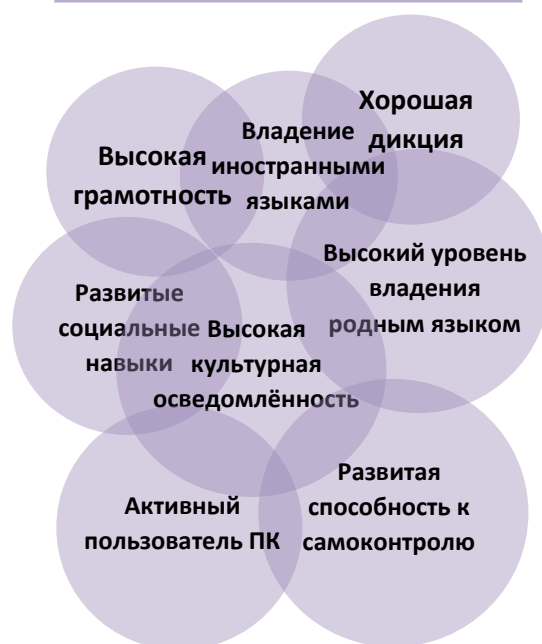 Хорошая
дикция
Владение
иностранными
языками
Высокая
грамотность
Высокий уровень
владения
родным языком
Развитые
социальные
навыки
Высокая
культурная
осведомлённость
Активный
пользователь ПК
Развитая
способность к
самоконтролю